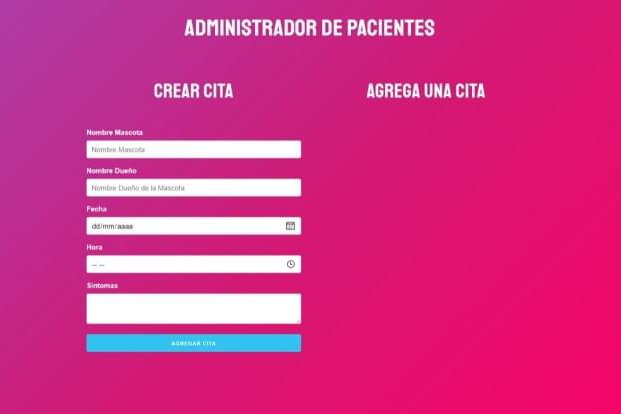 ADMINISTRADOR DE PACIENTES
CREAR CITA
AGREGA UNA CITA
Nombre Mascota
Nombre Mascota
Nombre Dueño
Nombre Dueño de la Mascota
Fecha
dd/mm/aaaa
Hora
-- --
Sintomas
AGREGAR CITA